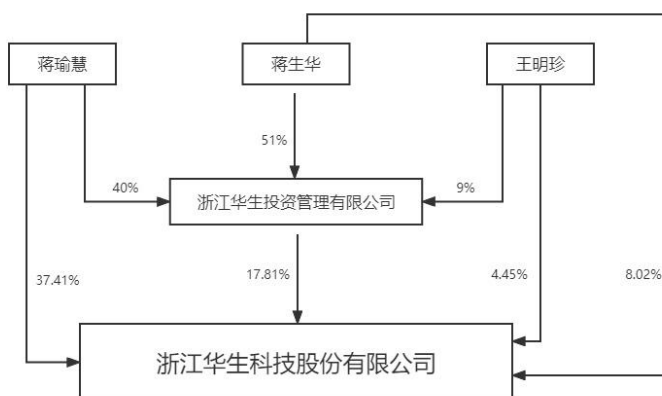 蒋瑜慧
蒋生华
王明珍
51%
40%
9%
浙江华生投资管理有限公司
37.41%
17.81%
4.45%
8.02%
浙江华生科技股份有限公司